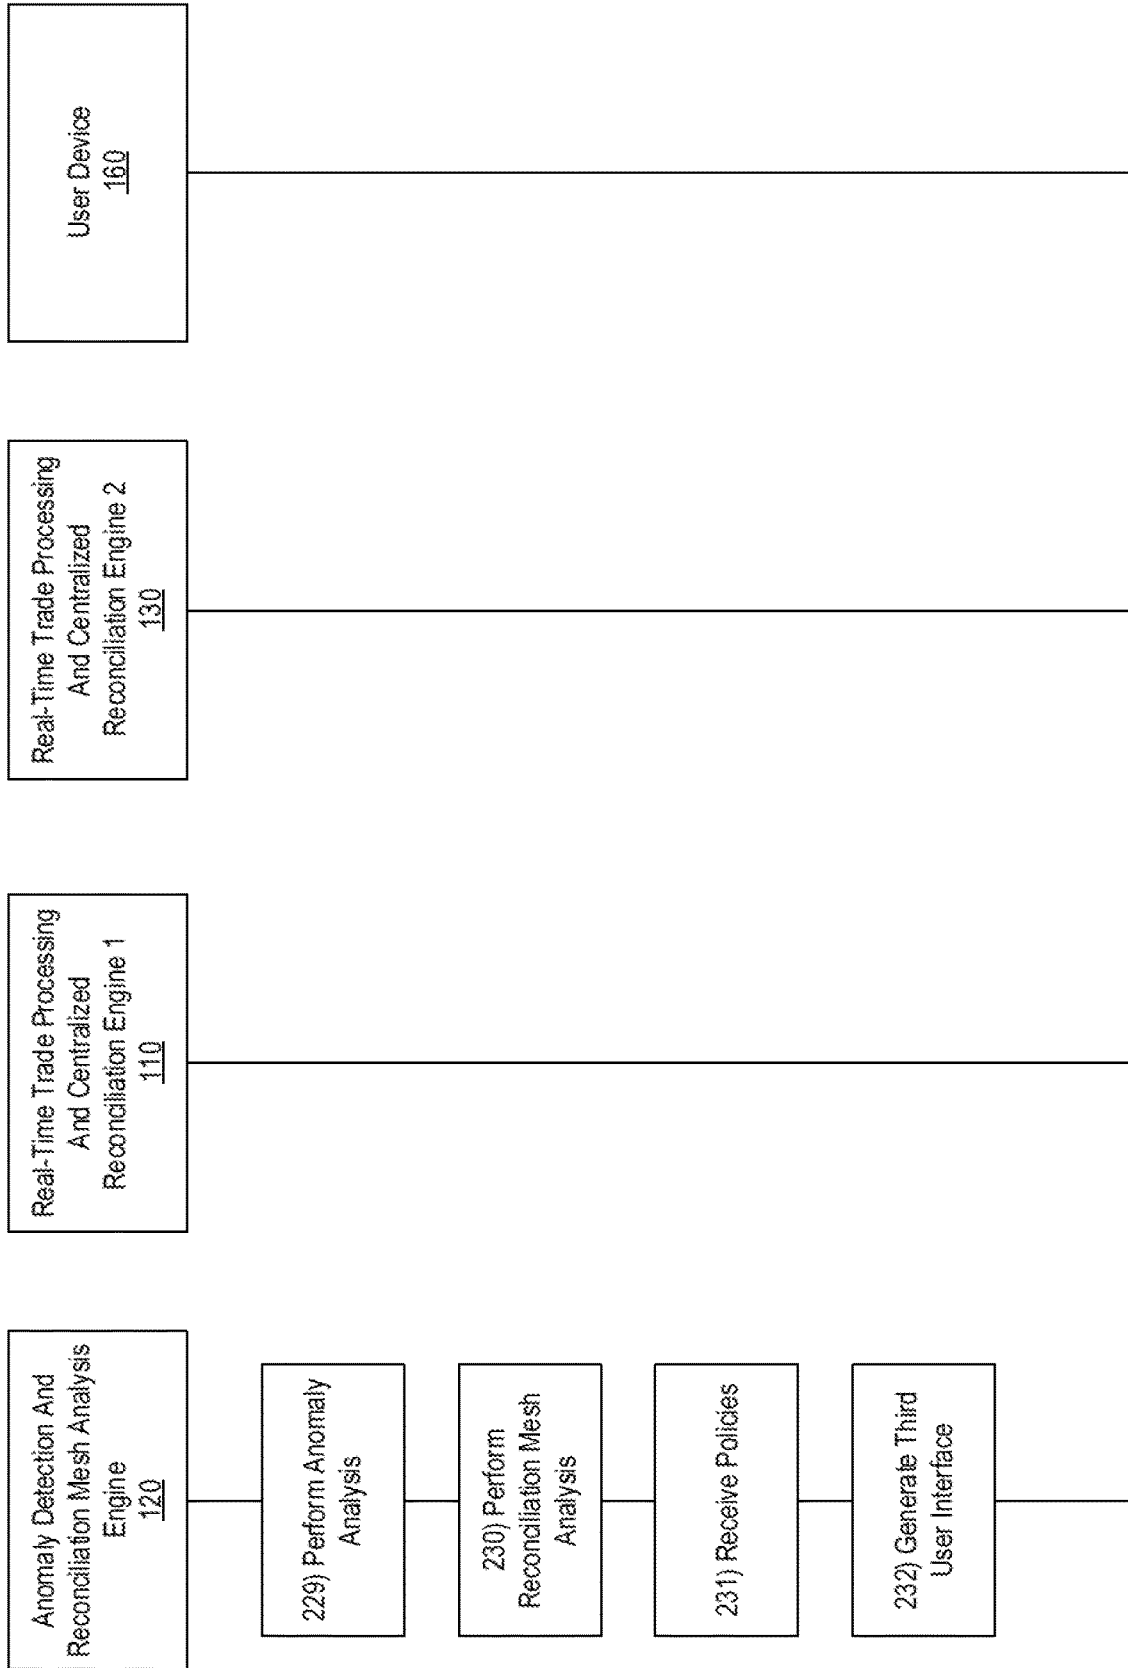 Anomaly Detection And
Reconciliation Mesh Analysis
Engine
120
Real-Time Trade Processing
And Centralized
Reconciliation Engine 1
110
Real-Time Trade Processing
And Centralized
Reconciliation Engine 2
130
User Device
160
229) Perform Anomaly
Analysis
230) Perform
Reconciliation Mesh
Analysis
231) Receive Policies
232) Generate Third
User Interface